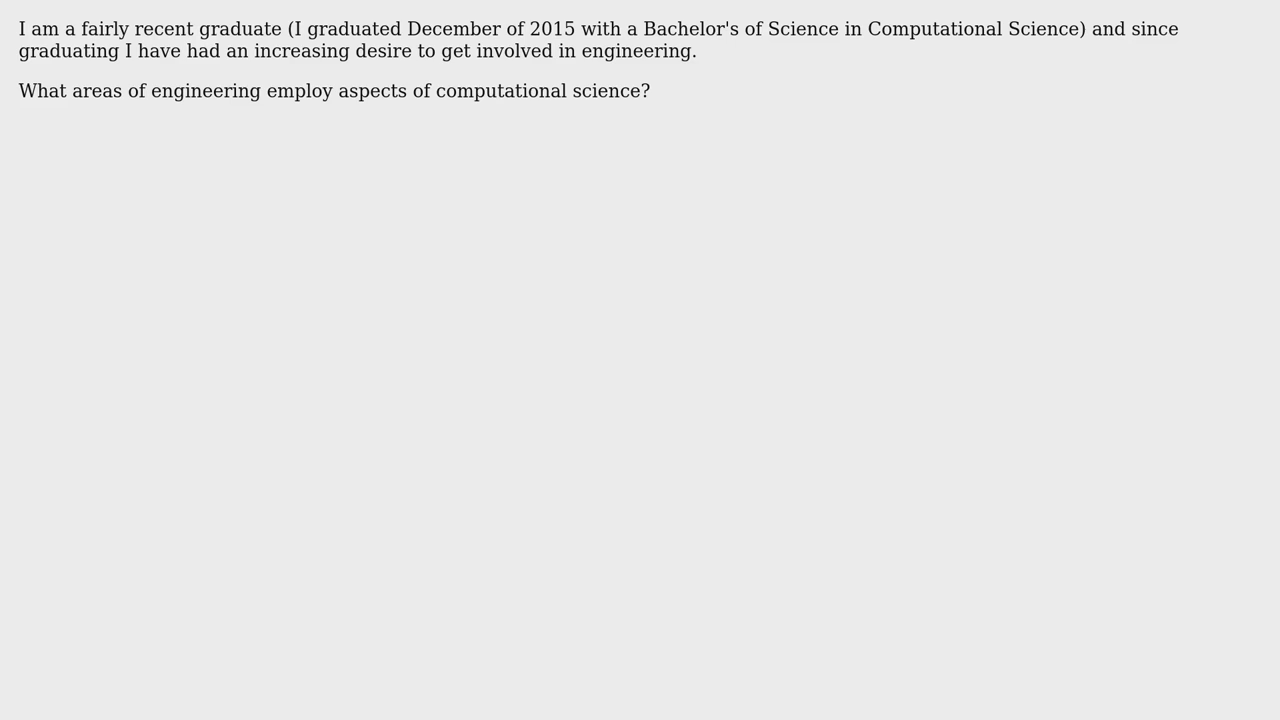 I am a fairly recent graduate (I graduated December of 2015 with a Bachelor's of Science in Computational Science) and since
graduating I have had an increasing desire to get involved in engineering.
What areas of engineering employ aspects of computational science?